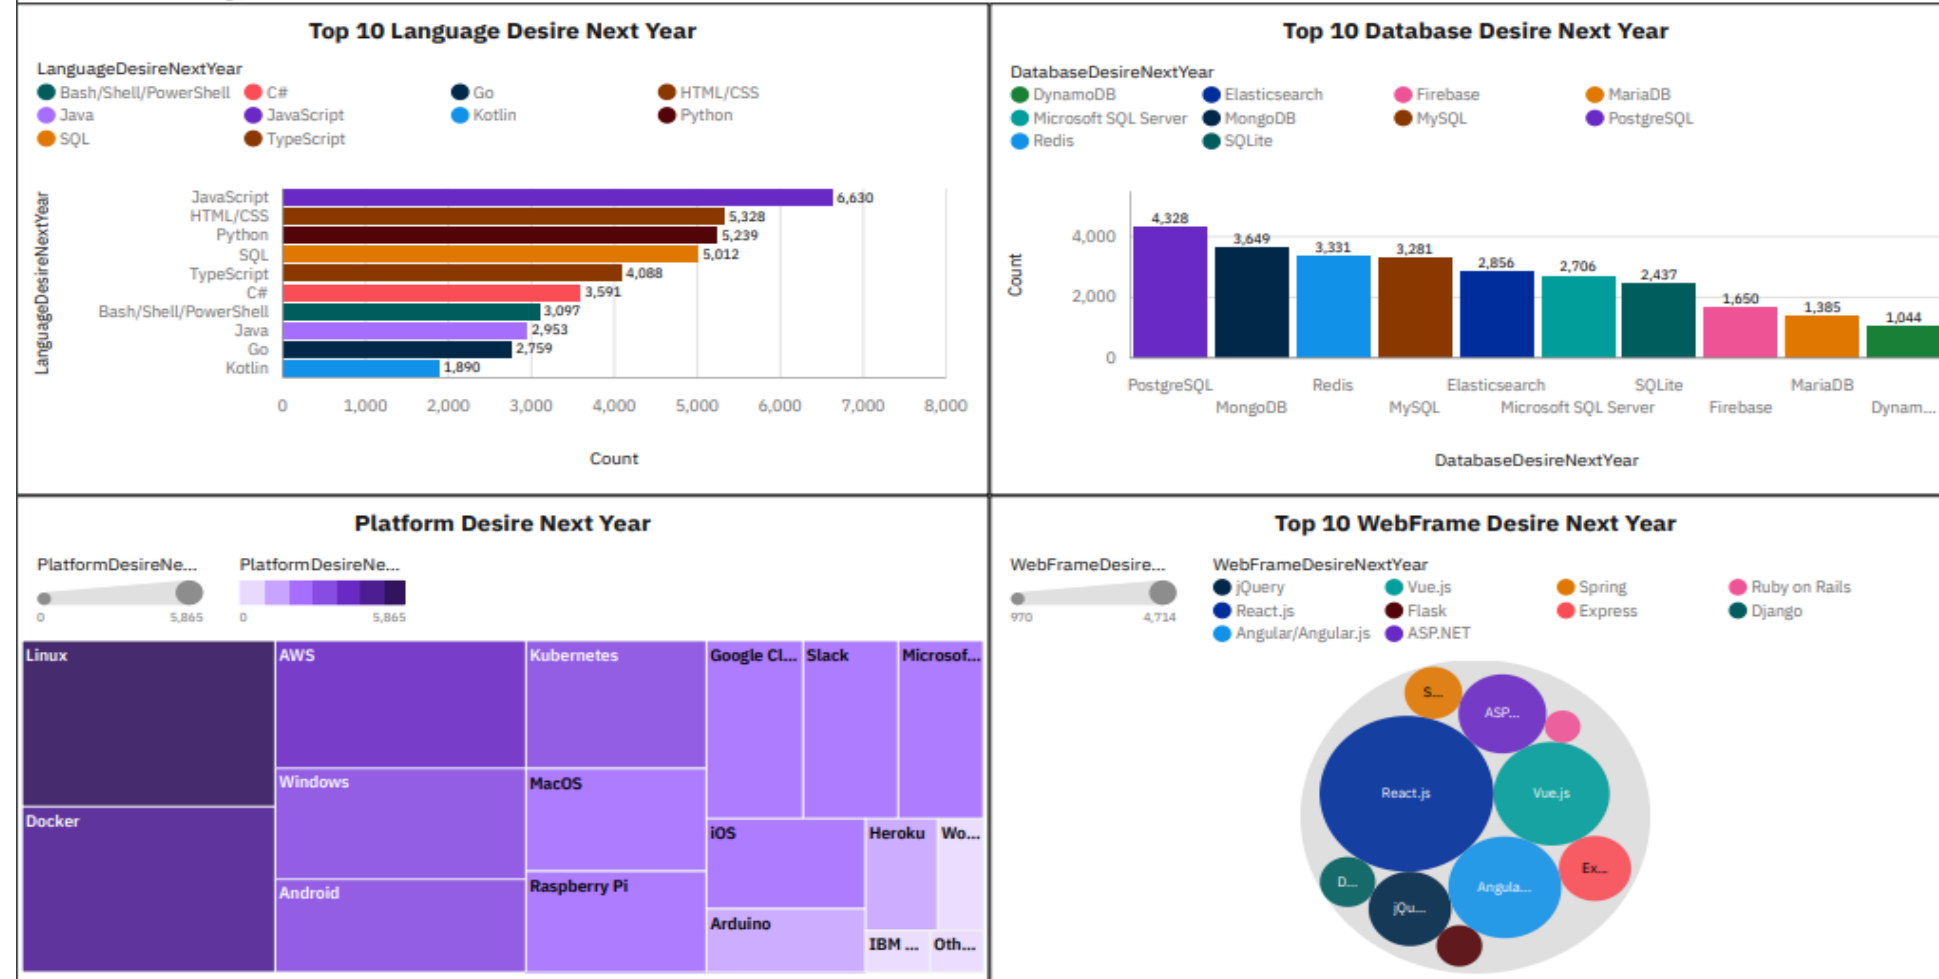 Top 10 Language Desire Next Year
LanguageDesireNextYear
Bash/Shell/PowerShell C# Go HTML/CSS
Java JavaScript Kotlin Python
SQL TypeScript
LanguageDesireNextYear
JavaScript 6,630
HTML/CSS 5,328
Python 5,239
SQL 5,012
TypeScript 4,088
C# 3,591
Bash/Shell/PowerShell 3,097
Java 2,953
Go 2,759
Kotlin 1,890
0 1,000 2,000 3,000 4,000 5,000 6,000 7,000 8,000
Count
Top 10 Database Desire Next Year
DatabaseDesireNextYear
DynamoDB Elasticsearch Firebase MariaDB
Microsoft SQL Server MongoDB MySQL PostgreSQL
Redis SQLite
Count
4,000
2,000
0
4,328 3,649 3,331 3,281 2,856 2,706 2,437 1,650 1,385 1,044
PostgreSQL Redis Elasticsearch SQLite MariaDB
MongoDB MySQL Microsoft SQL Server Firebase Dynam...
DatabaseDesireNextYear
Platform Desire Next Year
PlatformDesireNe... PlatformDesireNe...
0 5,865 0 5,865
Linux AWS Kubernetes Google Cl... Slack Microsof...
Windows MacOS
Docker iOS Heroku Wo...
Android Raspberry Pi
Arduino IBM ... Oth...
Top 10 WebFrame Desire Next Year
WebFrameDesire... WebFrameDesireNextYear
970 4,714
jQuery Vue.js Spring Ruby on Rails
React.js Flask Express Django
Angular/Angular.js ASP.NET
S...
ASP...
React.js Vue.js
Ex...
D... Angula...
jQu...